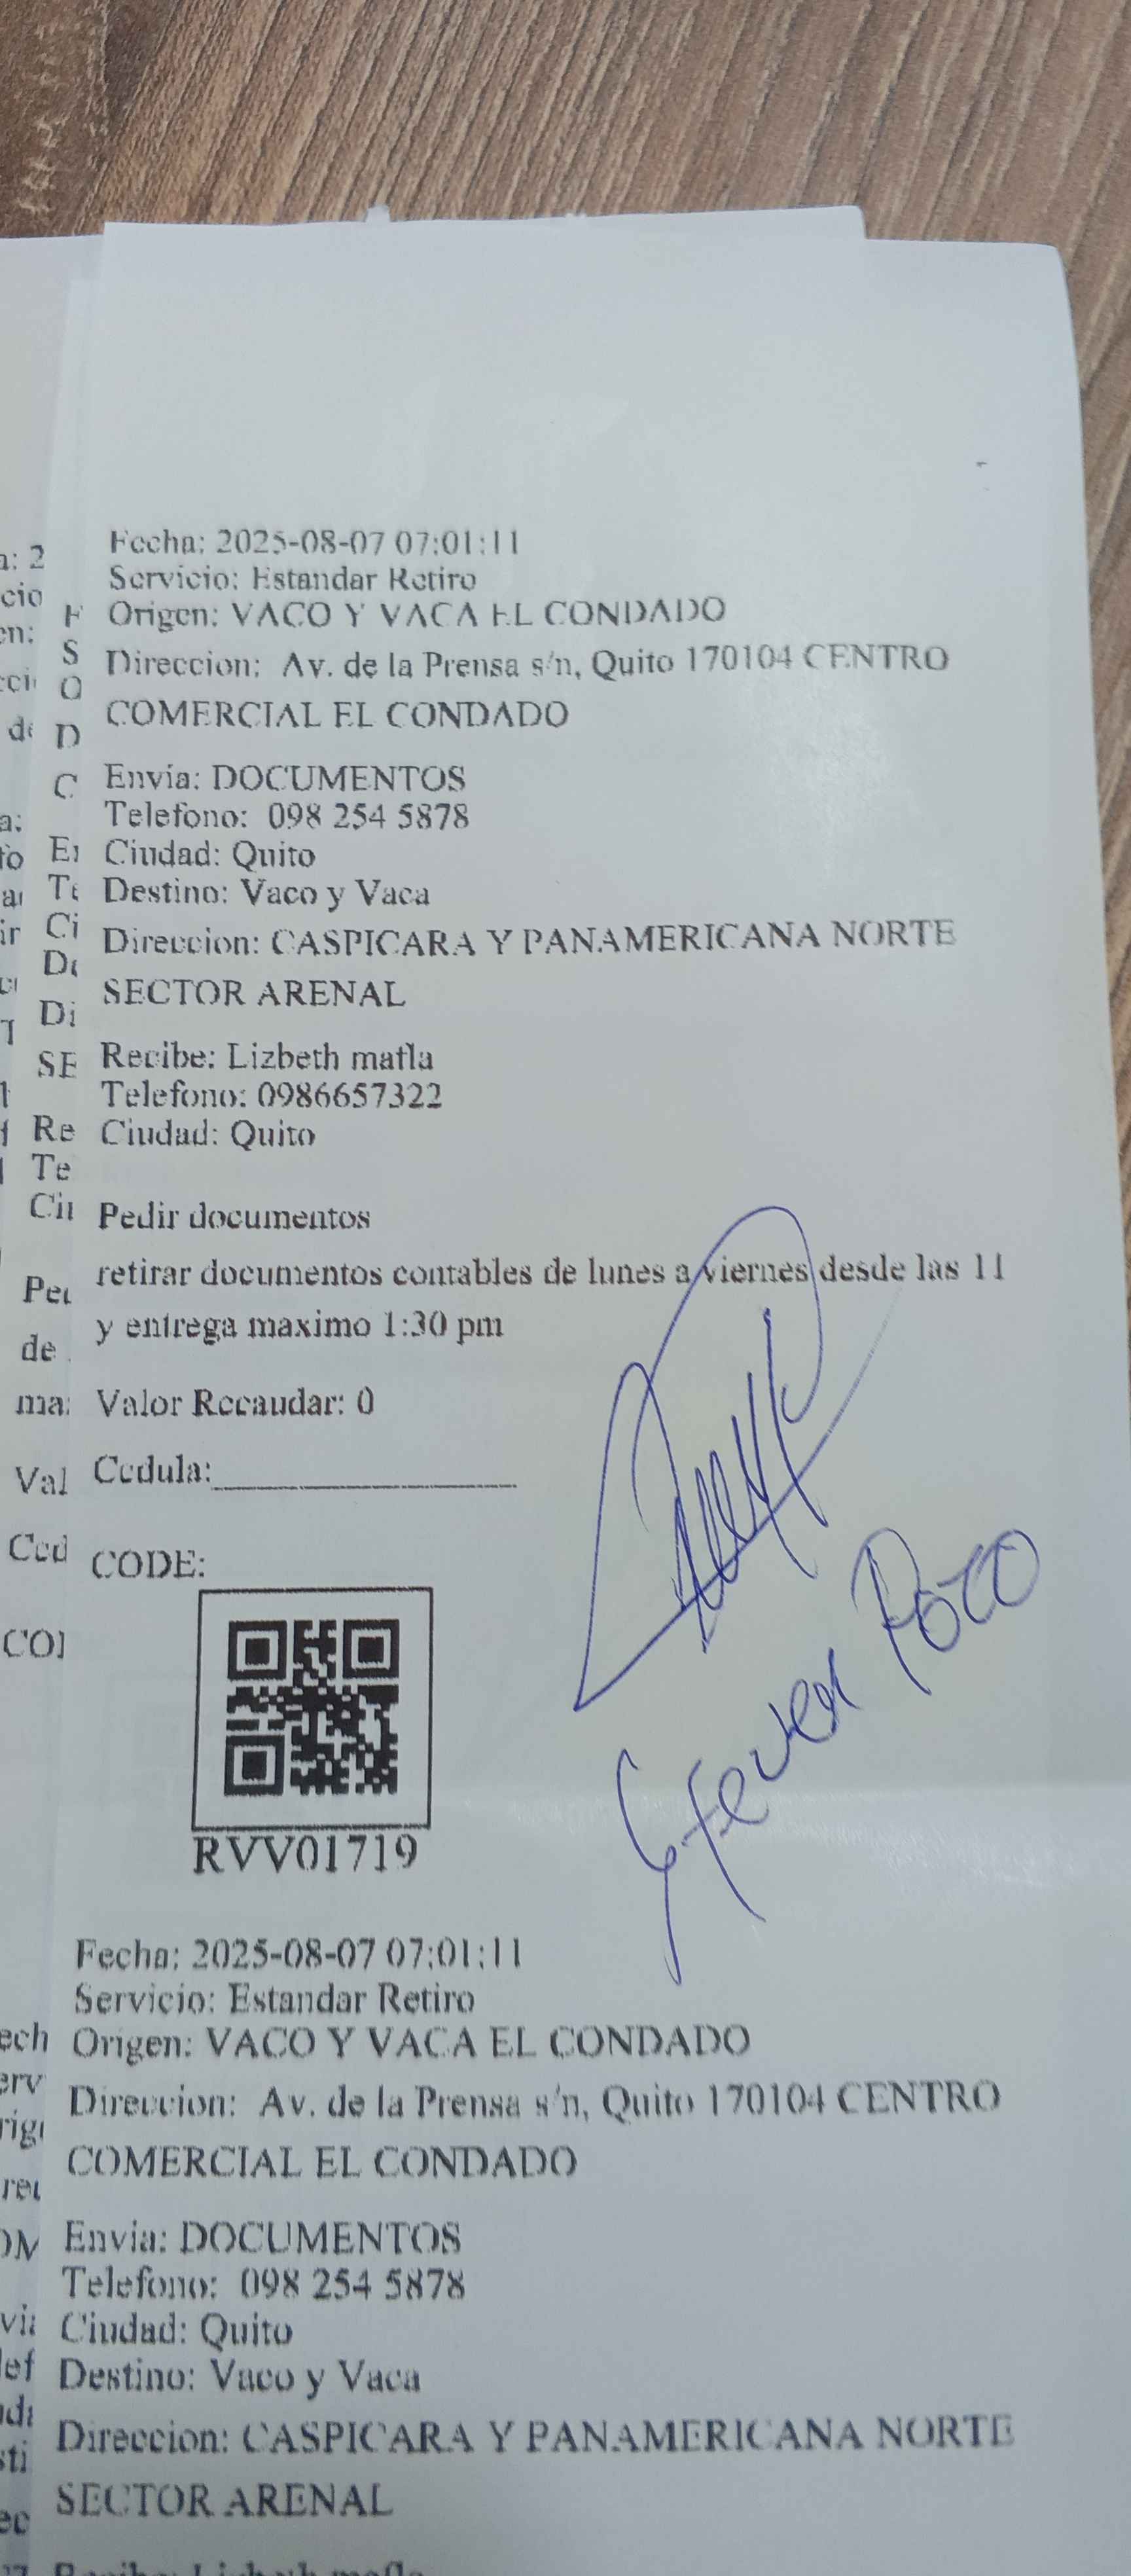 Fecha: 2025-08-07 07:01:11
Servicio: Estandar Retiro
Origen: VACO Y VACA EL CONDADO
Direccion: Av. de la Prensa s/n, Quito 170104 CENTRO
COMERCIAL EL CONDADO
Envia: DOCUMENTOS
Telefono: 098 254 5878
Ciudad: Quito
Destino: Vaco y Vaca
Direccion: CASPICARA Y PANAMERICANA NORTE
SECTOR ARENAL
Recibe: Lizbeth mafla
Telefono: 0986657322
Ciudad: Quito
Pedir documentos
retirar documentos contables de lunes a viernes desde las 11
y entrega maximo 1:30 pm
Valor Recaudar: 0
Cedula:
CODE:
Pozo
RVV01719
Fecha: 2025-08-07 07:01:11
Servicio: Estandar Retiro
Origen: VACO Y VACA EL CONDADO
Direccion: Av. de la Prensa s/n, Quito 170104 CENTRO
COMERCIAL EL CONDADO
Envia: DOCUMENTOS
Telefono: 098 254 5878
Ciudad: Quito
Destino: Vaco y Vaca
Direccion: CASPICARA Y PANAMERICANA NORTE
SECTOR ARENAL
Recibe: Lizbeth mafla